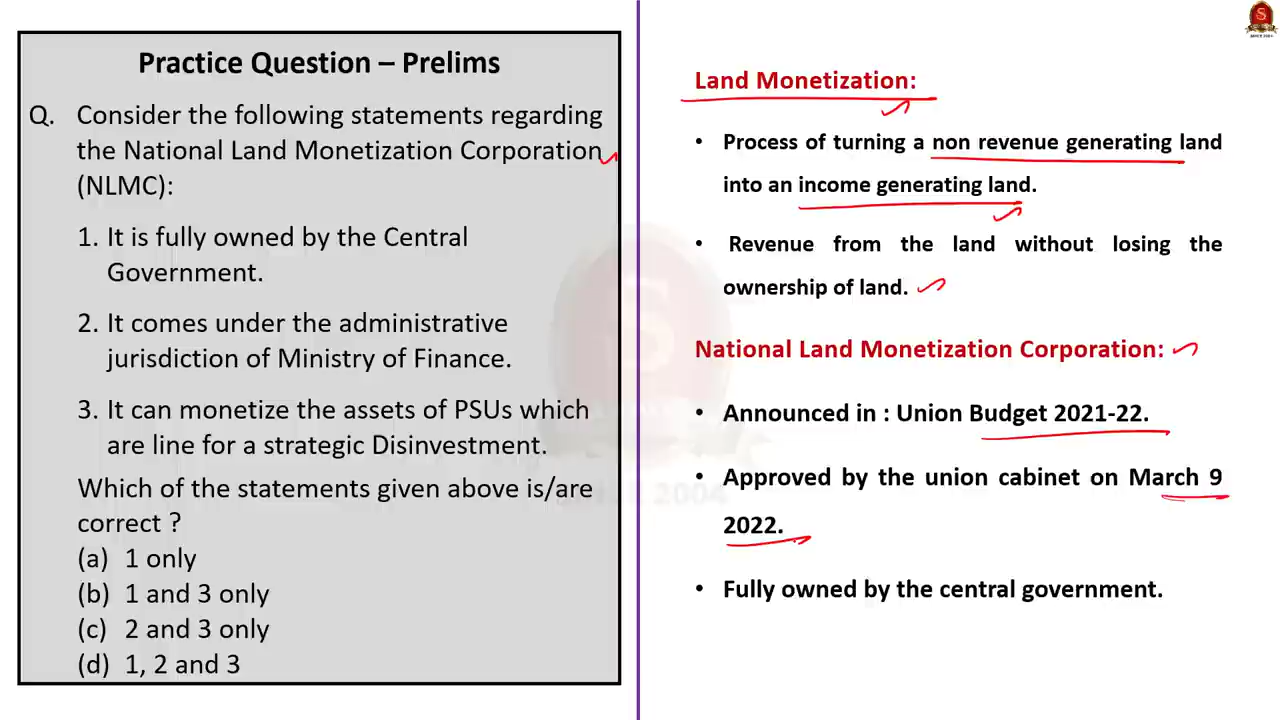 Practice Question – Prelims
Q. Consider the following statements regarding
the National Land Monetization Corporation
(NLMC):
1. It is fully owned by the Central
Government.
2. It comes under the administrative
jurisdiction of Ministry of Finance.
3. It can monetize the assets of PSUs which
are line for a strategic Disinvestment.
Which of the statements given above is/are
correct ?
(a) 1 only
(b) 1 and 3 only
(c) 2 and 3 only
(d) 1, 2 and 3
Land Monetization:
• Process of turning a non revenue generating land
into an income generating land.
• Revenue from the land without losing the
ownership of land.
National Land Monetization Corporation:
• Announced in : Union Budget 2021-22.
• Approved by the union cabinet on March 9
2022.
• Fully owned by the central government.
S
2004